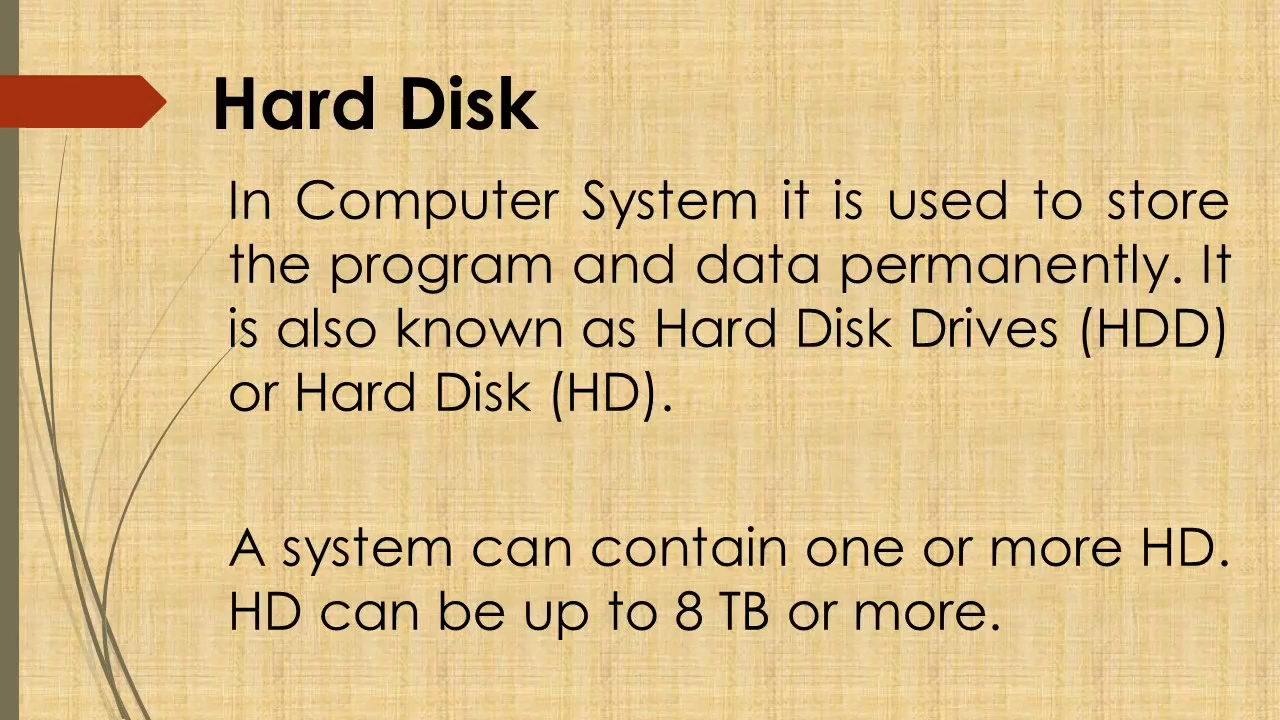 Hard Disk
In Computer System it is used to store
the program and data permanently. It
is also known as Hard Disk Drives (HDD)
or Hard Disk (HD).
A system can contain one or more HD.
HD can be up to 8 TB or more.